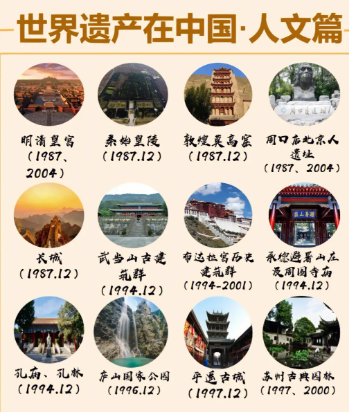 世界遗产在中国·人文篇
明清皇宫
(1987、
2004)
秦始皇陵
(1987.12)
敦煌莫高窟
(1987.12)
周口店北京人
遗址
(1987、2004)
长城
(1987.12)
武当山古建
筑群
(1994.12)
布达拉宫历史
建筑群
(1994-2001)
承德避暑山庄
及周围寺庙
(1994.12)
孔庙、孔林
(1994.12)
庐山国家公园
(1996.12)
平遥古城
(1997.12)
苏州古典园林
(1997、2000)